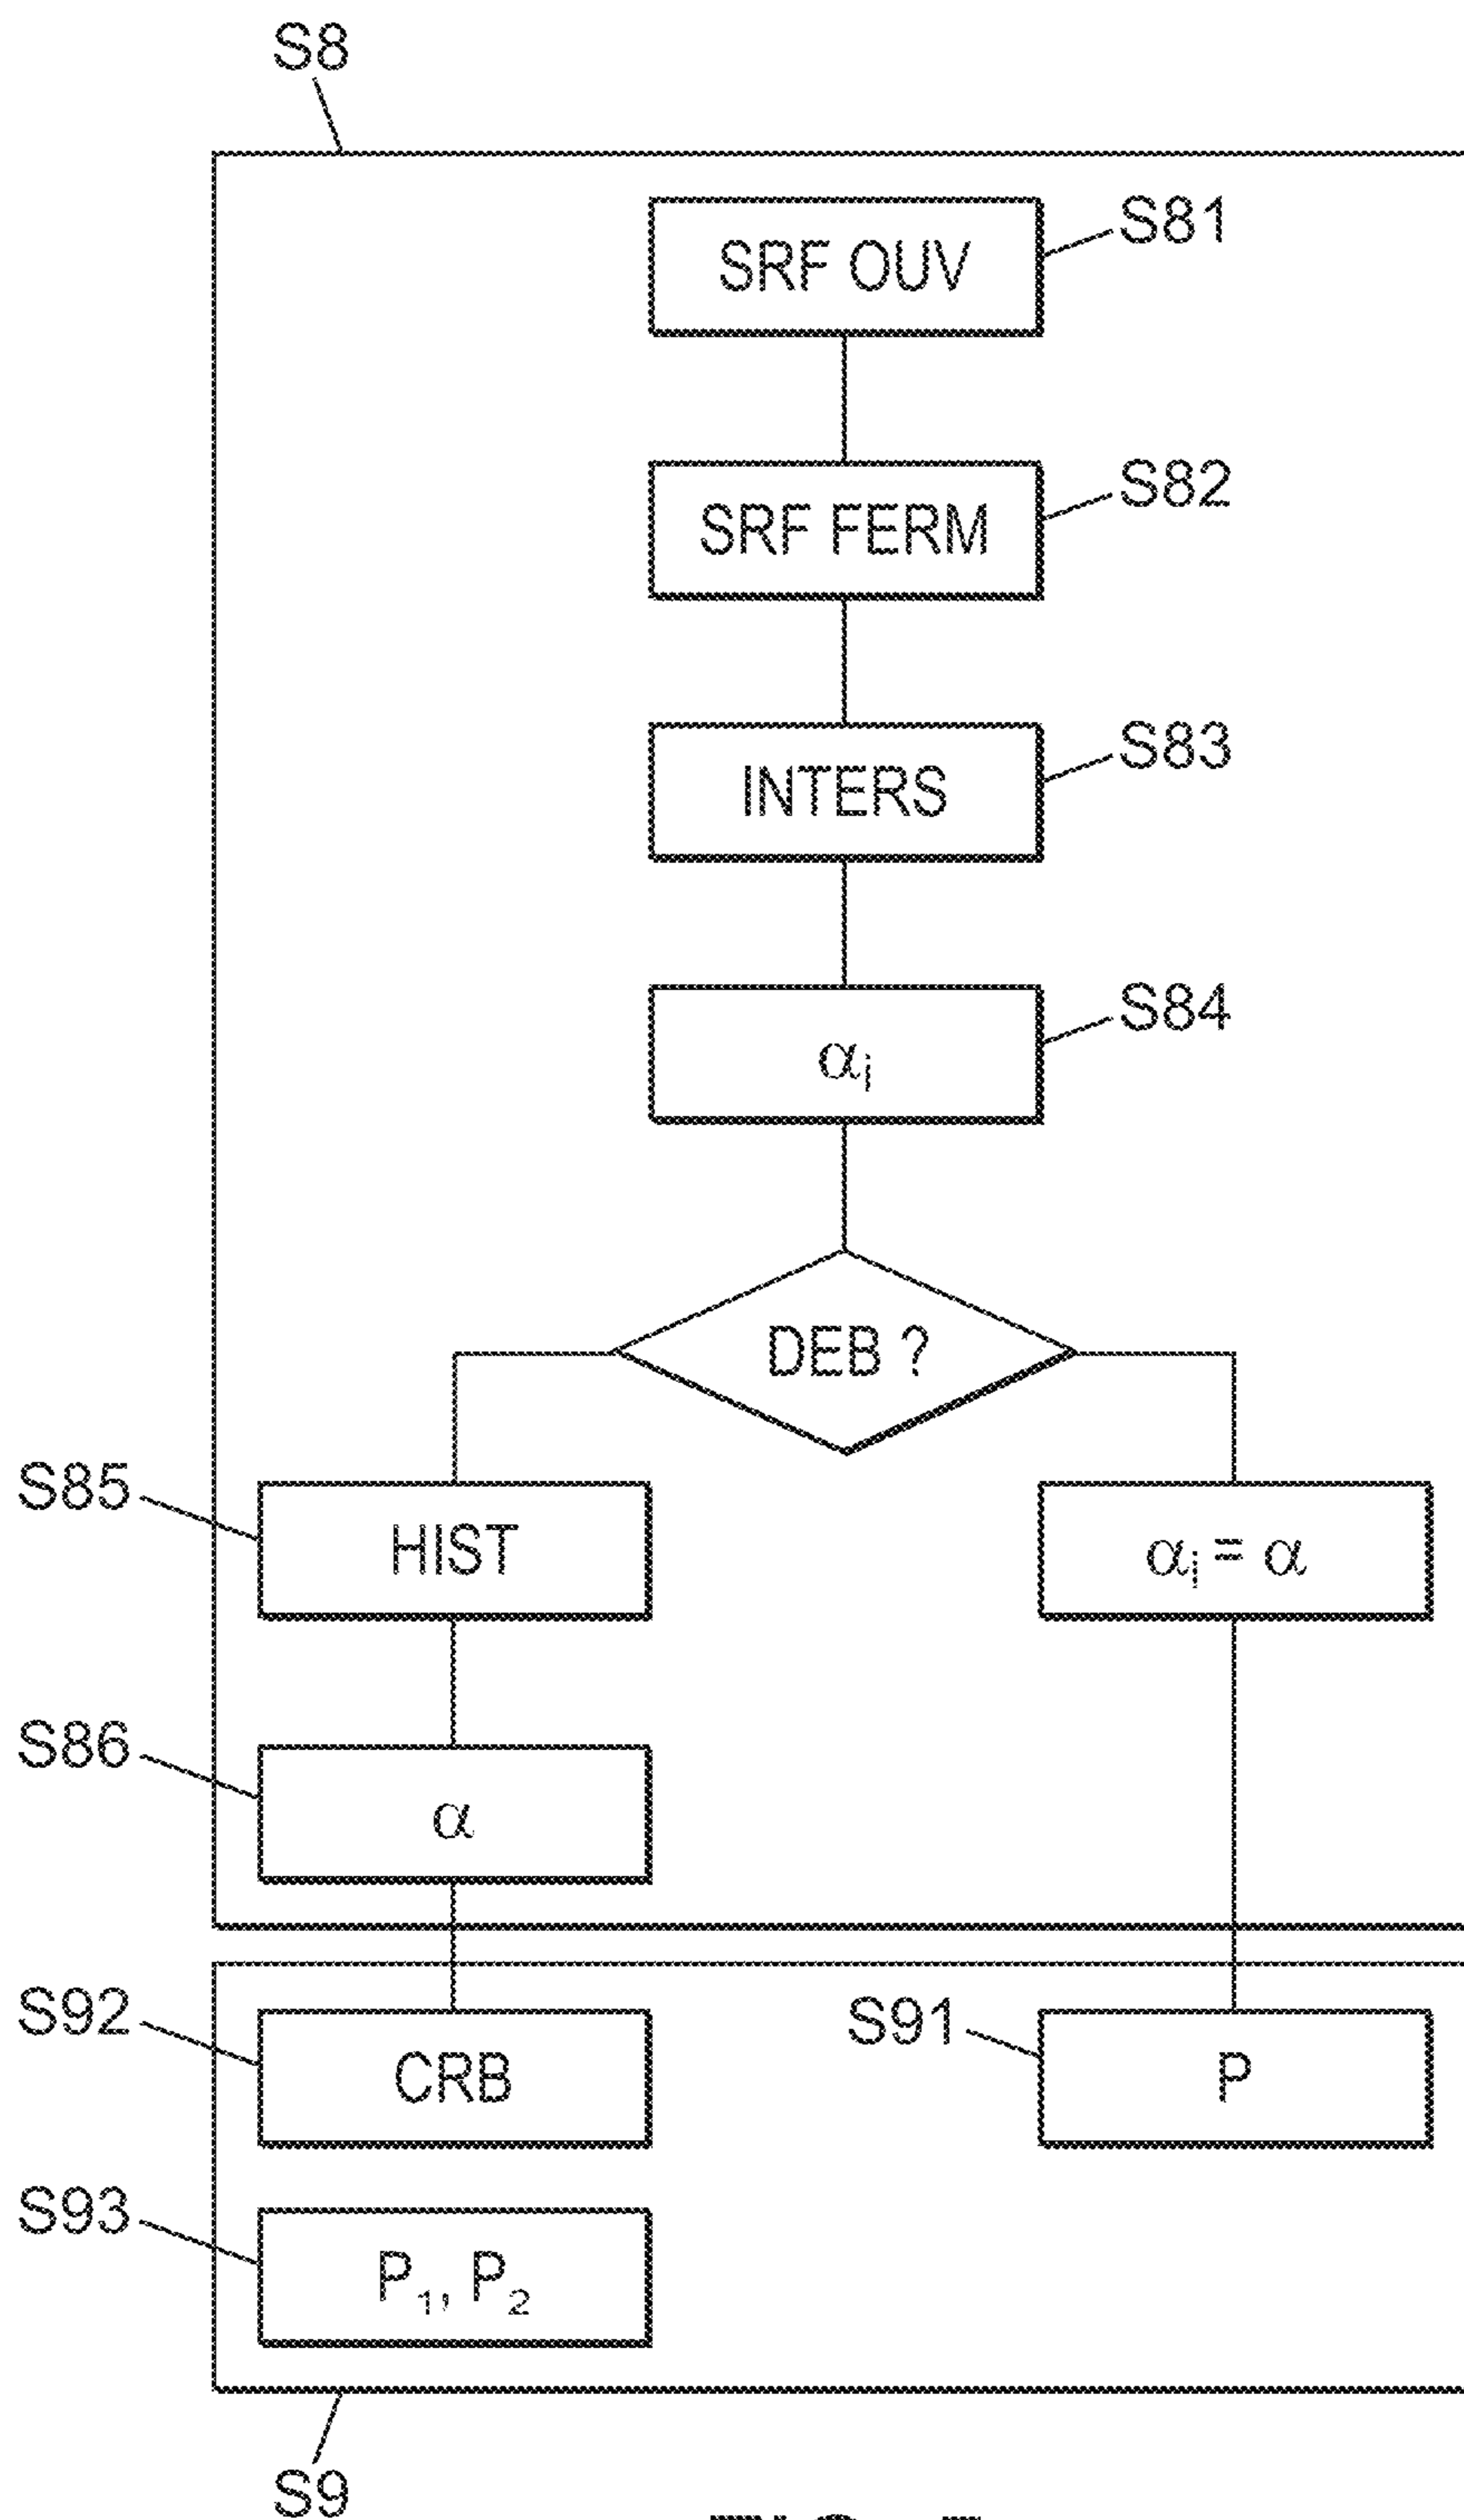 S8
SRF OUV
S81
SRF FERM
S82
INTERS
S83
αi
S84
DEB ?
S85
HIST
αi = α
S86
α
S92
CRB
S91
P
S93
P1, P2
S9